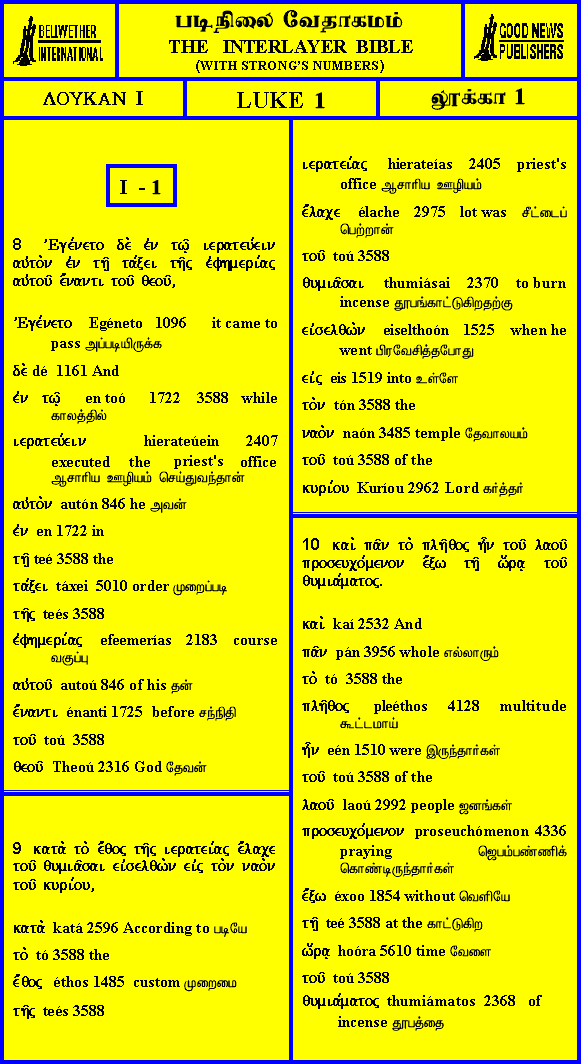 BELLWETHER
INTERNATIONAL
படிநிலை வேதாகமம்
THE INTERLAYER BIBLE
(WITH STRONG'S NUMBERS)
GOOD NEWS
PUBLISHERS
ΛΟΥΚΑΝ Ι
LUKE 1
லூக்கா 1
I - 1
8 Ἐγένετο δὲ ἐν τῷ ιερατεύειν
αὐτὸν ἐν τῇ τάξει τῆς ἐφημερίας
αὐτοῦ ἔναντι τοῦ θεοῦ,
Ἐγένετο Egéneto 1096 it came to
pass அப்படியிருக்க
δὲ dé 1161 And
ἐν τῷ en toó 1722 3588 while
காலத்தில்
ιερατεύειν hierateúein 2407
executed the priest's office
ஆசாரிய ஊழியம் செய்துவந்தான்
αὐτὸν autón 846 he அவன்
ἐν en 1722 in
τῇ teé 3588 the
τάξει táxei 5010 order முறைப்படி
τῆς teés 3588
ἐφημερίας efeemerías 2183 course
வகுப்பு
αὐτοῦ autoú 846 of his தன்
ἔναντι énanti 1725 before சந்நிதி
τοῦ toú 3588
θεοῦ Theoú 2316 God தேவன்
9 κατὰ τὸ ἔθος τῆς ιερατείας ἔλαχε
τοῦ θυμιᾶσαι εἰσελθὼν εἰς τὸν ναὸν
τοῦ κυρίου,
κατὰ katá 2596 According to படியே
τὸ tó 3588 the
ἔθος éthos 1485 custom முறைமை
τῆς teés 3588
ιερατείας hierateías 2405 priest's
office ஆசாரிய ஊழியம்
ἔλαχε élache 2975 lot was சீட்டைப்
பெற்றான்
τοῦ toú 3588
θυμιᾶσαι thumiásai 2370 to burn
incense தூபங்காட்டுகிறதற்கு
εἰσελθὼν eiselthoón 1525 when he
went பிரவேசித்தபோது
εἰς eis 1519 into உள்ளே
τὸν tón 3588 the
ναὸν naón 3485 temple தேவாலயம்
τοῦ toú 3588 of the
κυρίου Kuríou 2962 Lord கர்த்தர்
10 καὶ πᾶν τὸ πλῆθος ἦν τοῦ λαοῦ
προσευχόμενον ἔξω τῇ ὥρᾳ τοῦ
θυμιάματος.
καὶ kaí 2532 And
πᾶν pán 3956 whole எல்லாரும்
τὸ tó 3588 the
πλῆθος pleéthos 4128 multitude
கூட்டமாய்
ἦν eén 1510 were இருந்தார்கள்
τοῦ toú 3588 of the
λαοῦ laoú 2992 people ஜனங்கள்
προσευχόμενον proseuchómenon 4336
praying ஜெபம்பண்ணிக்
கொண்டிருந்தார்கள்
ἔξω éxoo 1854 without வெளியே
τῇ teé 3588 at the காட்டுகிற
ὥρᾳ hoóra 5610 time வேளை
τοῦ toú 3588
θυμιάματος thumiámatos 2368 of
incense தூபத்தை